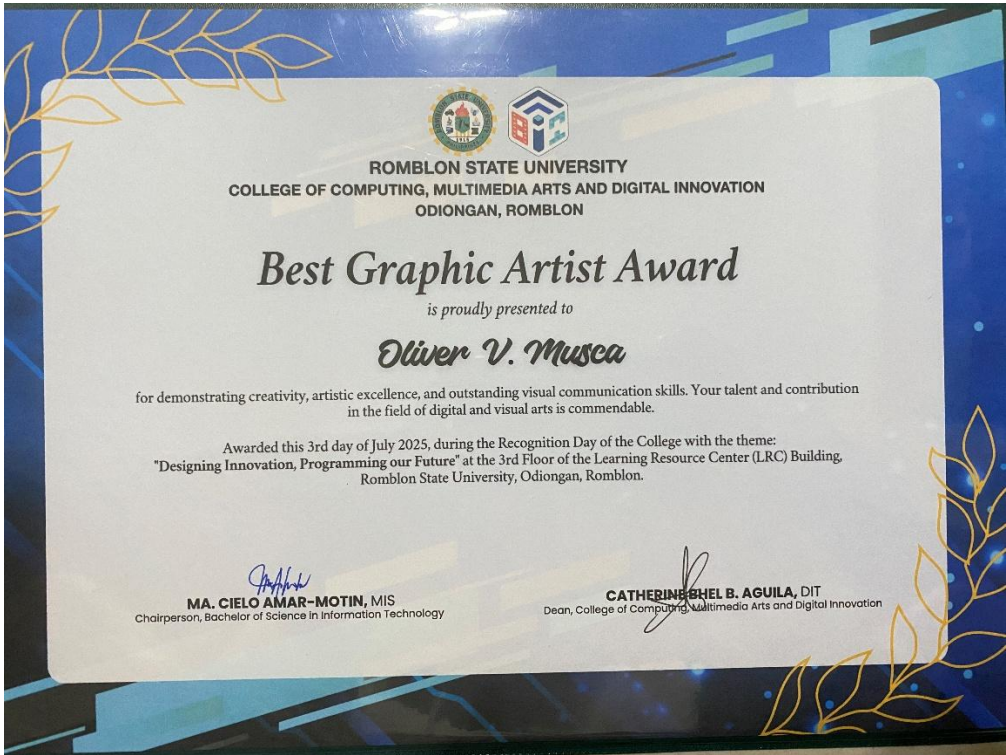 ROMBLON STATE UNIVERSITY
COLLEGE OF COMPUTING, MULTIMEDIA ARTS AND DIGITAL INNOVATION
ODIONGAN, ROMBLON
Best Graphic Artist Award
is proudly presented to
Oliver V. Musca
for demonstrating creativity, artistic excellence, and outstanding visual communication skills. Your talent and contribution
in the field of digital and visual arts is commendable.
Awarded this 3rd day of July 2025, during the Recognition Day of the College with the theme:
"Designing Innovation, Programming our Future" at the 3rd Floor of the Learning Resource Center (LRC) Building,
Romblon State University, Odiongan, Romblon.
MA. CIELO AMAR-MOTIN, MIS
Chairperson, Bachelor of Science in Information Technology
CATHERINE BHEL B. AGUILA, DIT
Dean, College of Computing, Multimedia Arts and Digital Innovation